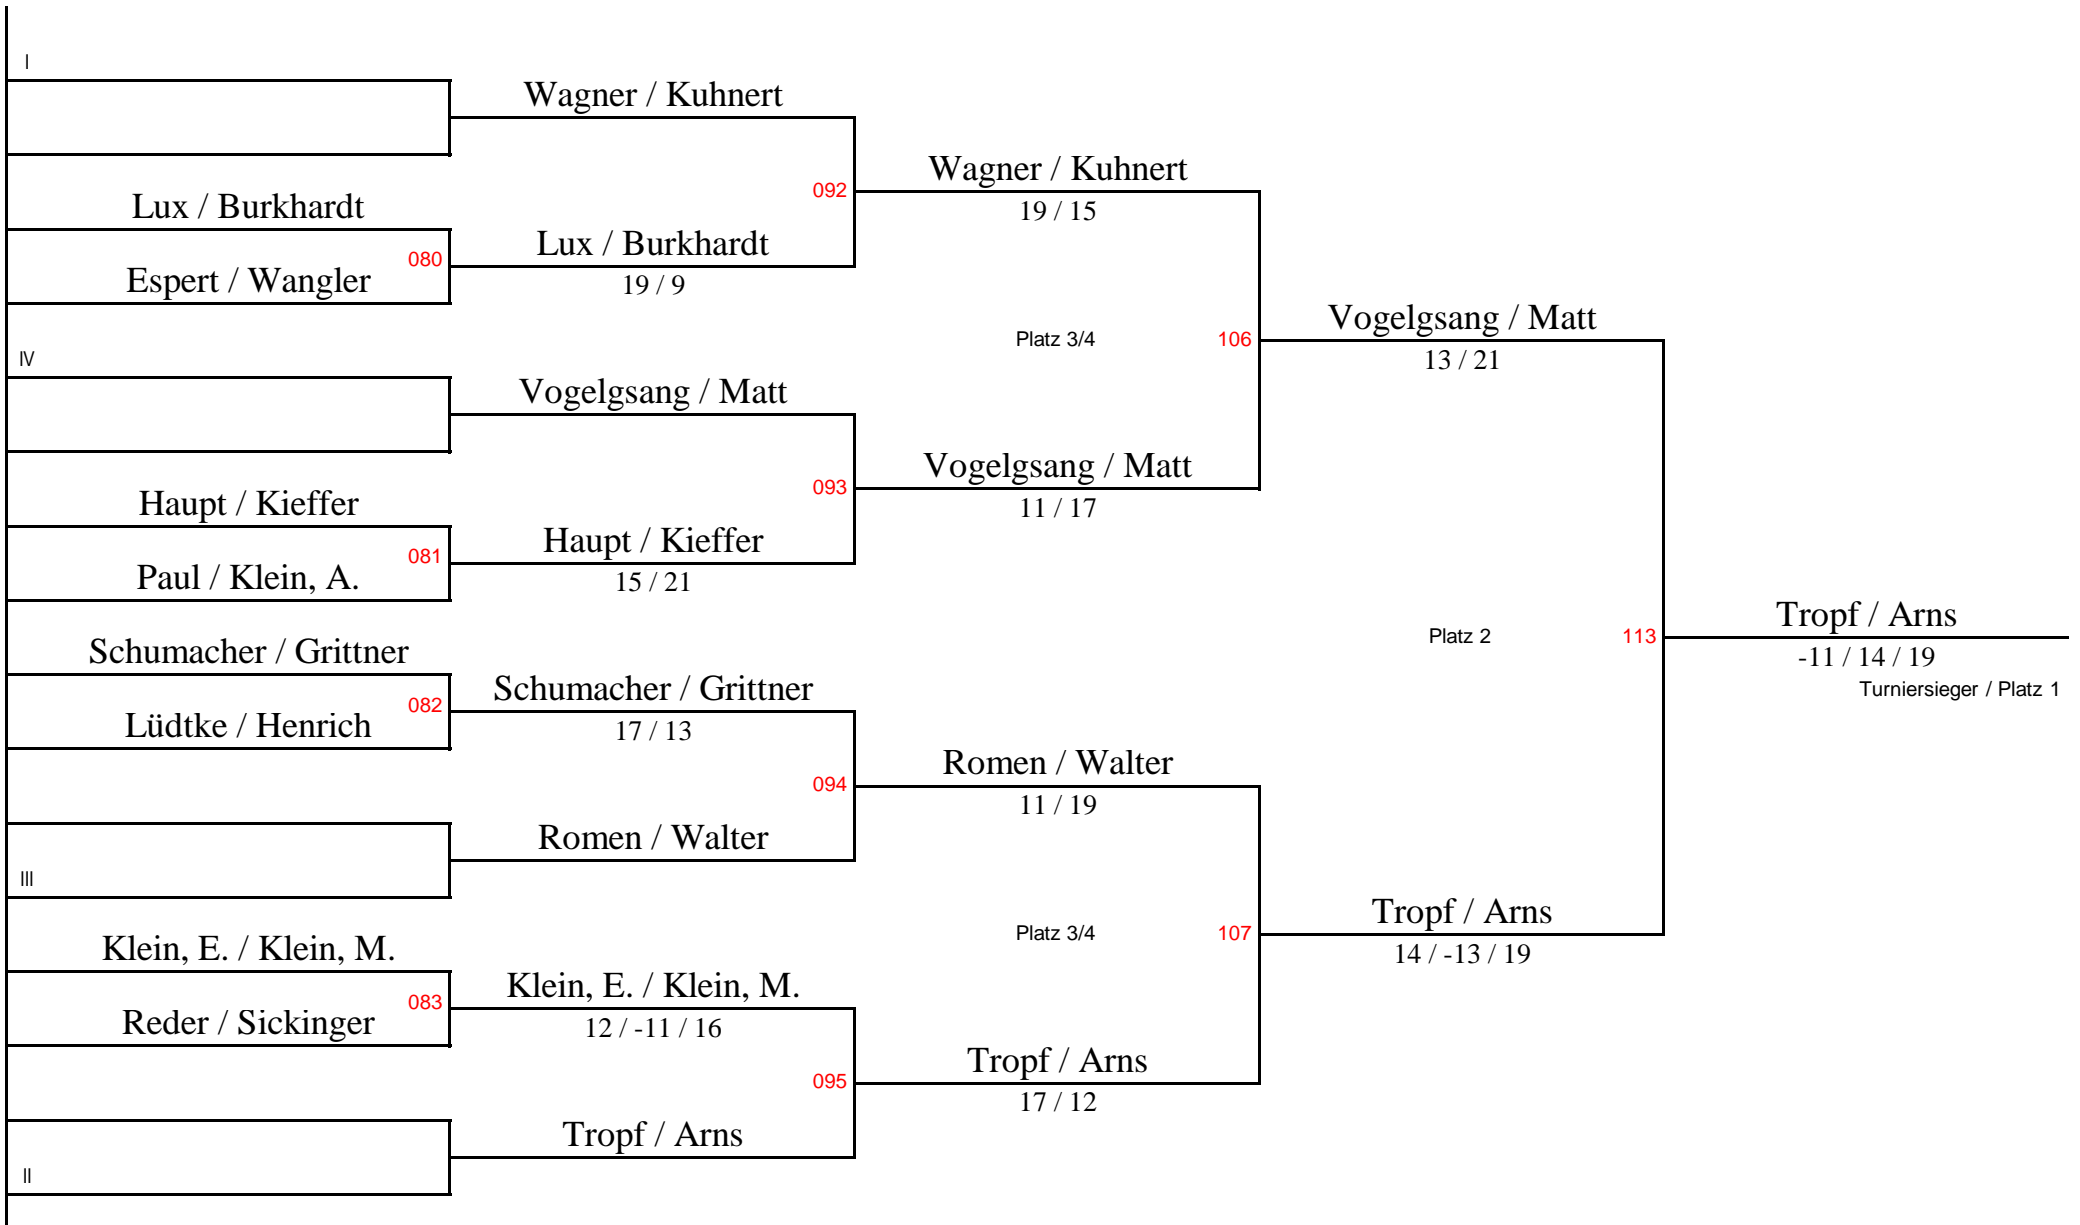 I
Wagner / Kuhnert
Wagner / Kuhnert
092
Lux / Burkhardt
19 / 15
Lux / Burkhardt
080
Espert / Wangler
19 / 9
Vogelgsang / Matt
Platz 3/4
106
13 / 21
IV
Vogelgsang / Matt
Vogelgsang / Matt
093
Haupt / Kieffer
11 / 17
Haupt / Kieffer
081
Paul / Klein, A.
15 / 21
Tropf / Arns
Platz 2
113
-11 / 14 / 19
Turniersieger / Platz 1
Schumacher / Grittner
Schumacher / Grittner
082
Lüdtke / Henrich
17 / 13
Romen / Walter
094
11 / 19
Romen / Walter
III
Tropf / Arns
Platz 3/4
107
14 / -13 / 19
Klein, E. / Klein, M.
Klein, E. / Klein, M.
083
Reder / Sickinger
12 / -11 / 16
Tropf / Arns
095
17 / 12
Tropf / Arns
II